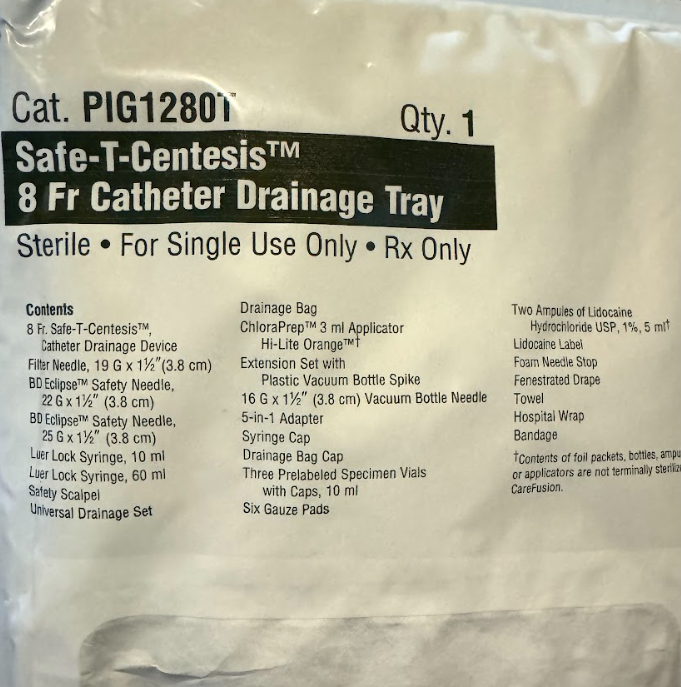 Cat. PIG1280T
Qty. 1
Safe-T-Centesis™
8 Fr Catheter Drainage Tray
Sterile • For Single Use Only • Rx Only
Contents
8 Fr. Safe-T-Centesis™,
Catheter Drainage Device
Filter Needle, 19 G x 1½"(3.8 cm)
BD Eclipse™ Safety Needle,
22 G x 1½" (3.8 cm)
BD Eclipse™ Safety Needle,
25 G x 1½" (3.8 cm)
Luer Lock Syringe, 10 ml
Luer Lock Syringe, 60 ml
Safety Scalpel
Universal Drainage Set
Drainage Bag
ChloraPrep™ 3 ml Applicator
Hi-Lite Orange™†
Extension Set with
Plastic Vacuum Bottle Spike
16 G x 1½" (3.8 cm) Vacuum Bottle Needle
5-in-1 Adapter
Syringe Cap
Drainage Bag Cap
Three Prelabeled Specimen Vials
with Caps, 10 ml
Six Gauze Pads
Two Ampules of Lidocaine
Hydrochloride USP, 1%, 5 ml†
Lidocaine Label
Foam Needle Stop
Fenestrated Drape
Towel
Hospital Wrap
Bandage
†Contents of foil packets, bottles,
or applicators are not terminally
CareFusion.